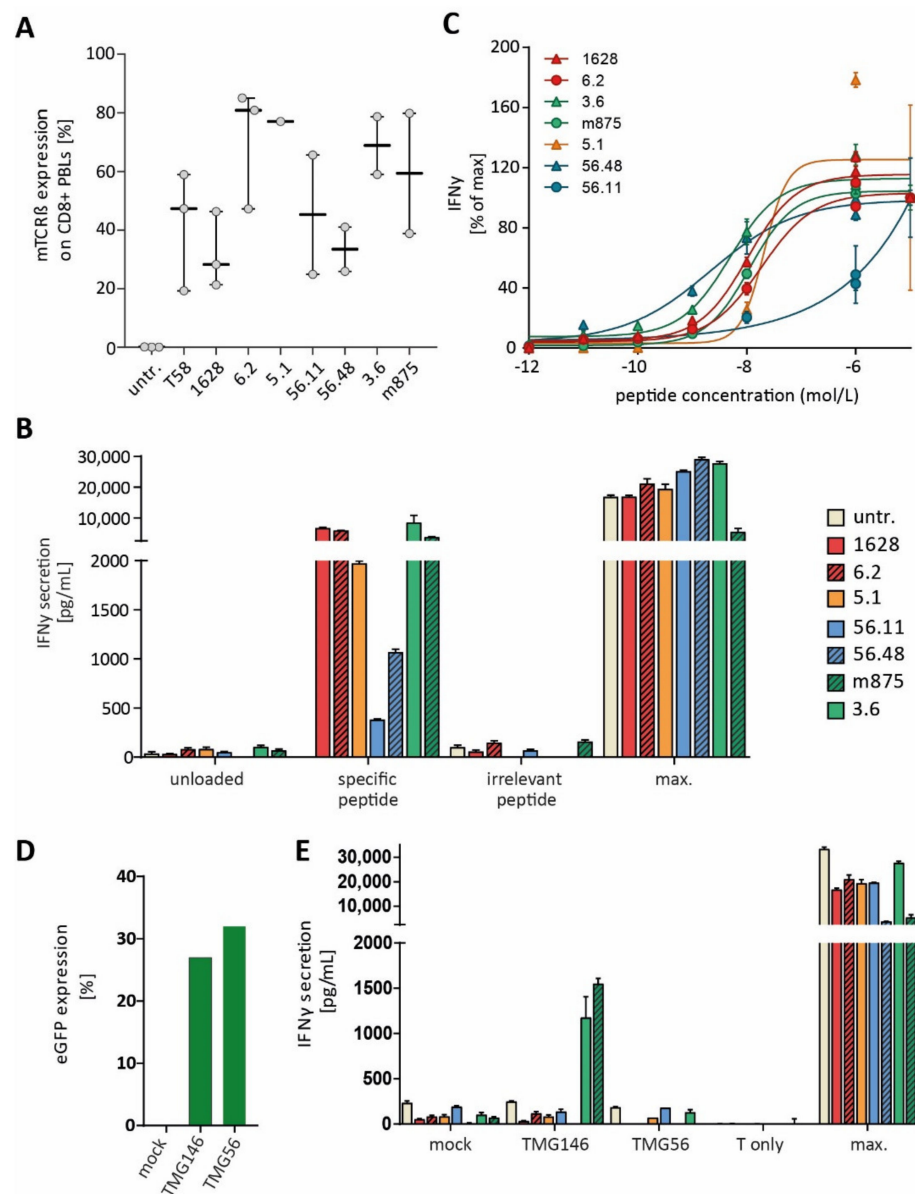 A
mTCRß expression
on CD8+ PBLs [%]
100
80
60
40
20
0
untr.
T58
1628
6.2
5.1
56.11
56.48
3.6
m875
C
IFNγ
[% of max]
200
160
120
80
40
0
1628
6.2
3.6
m875
5.1
56.48
56.11
-12
-10
-8
-6
peptide concentration (mol/L)
B
IFNγ secretion
[pg/mL]
30,000
20,000
10,000
2000
1500
1000
500
0
unloaded
specific
peptide
irrelevant
peptide
max.
untr.
1628
6.2
5.1
56.11
56.48
m875
3.6
D
eGFP expression
[%]
40
30
20
10
0
mock
TMG146
TMG56
E
IFNγ secretion
[pg/mL]
30,000
20,000
10,000
2000
1500
1000
500
0
mock
TMG146
TMG56
T only
max.